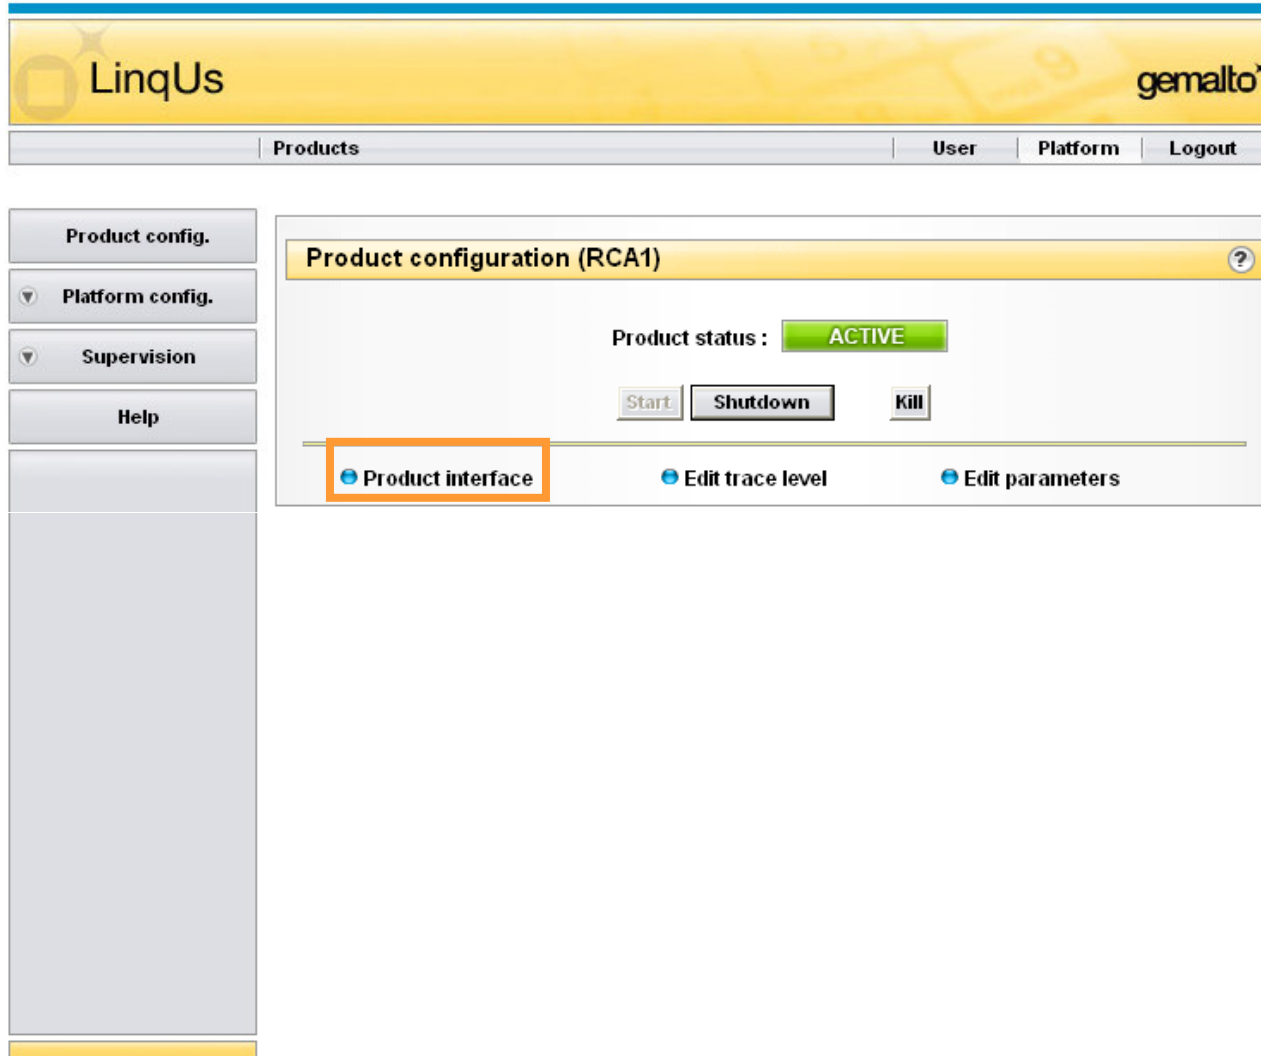 LinqUs
gemalto
Products User Platform Logout
Product config.
Platform config.
Supervision
Help
Product configuration (RCA1) ?
Product status : ACTIVE
Start Shutdown Kill
Product interface Edit trace level Edit parameters